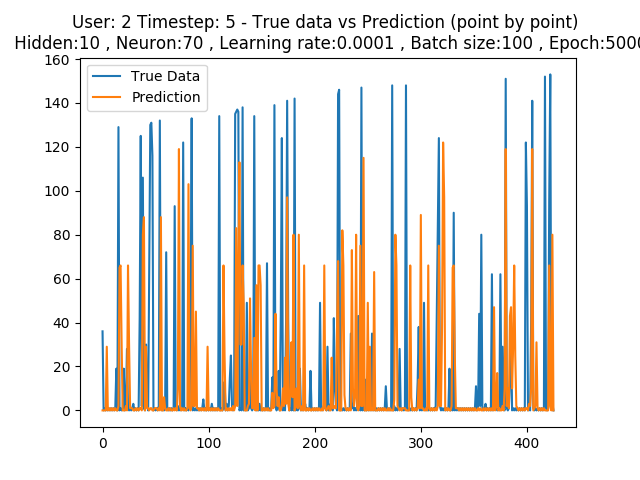 User: 2 Timestep: 5 - True data vs Prediction (point by point)
Hidden:10 , Neuron:70 , Learning rate:0.0001 , Batch size:100 , Epoch:5000
True Data
Prediction
160
140
120
100
80
60
40
20
0
0 100 200 300 400